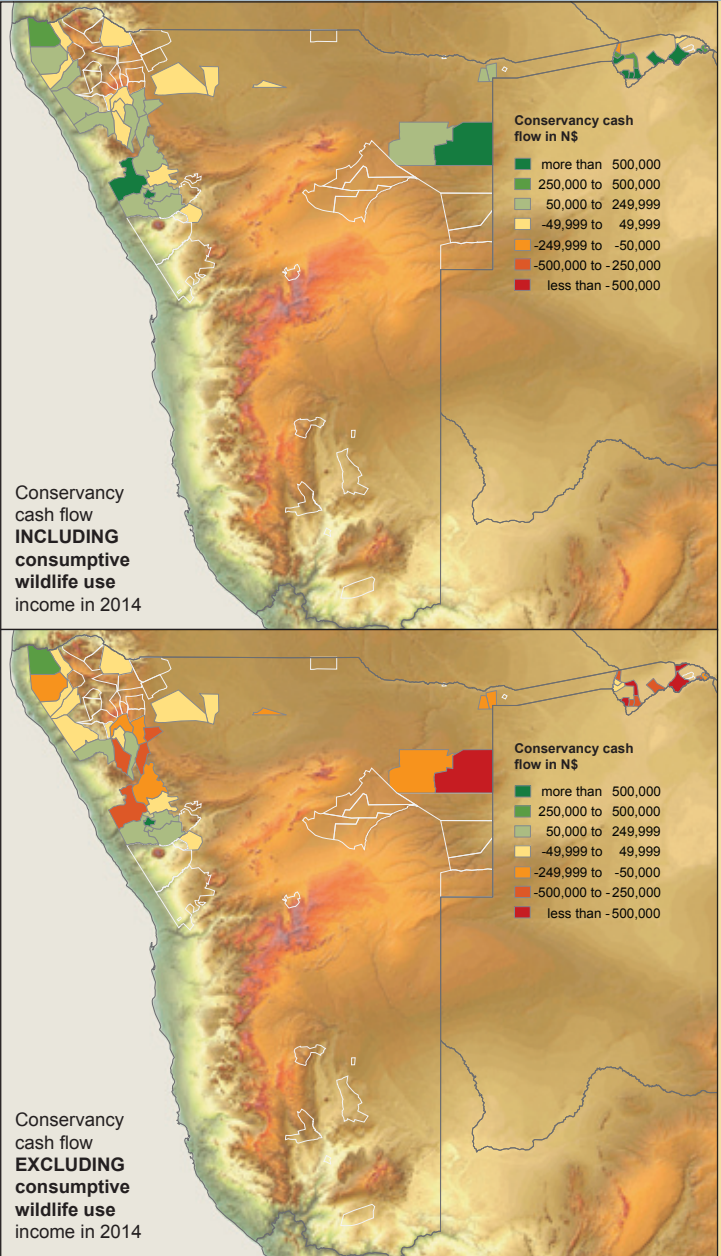 Conservancy cash
flow in N$
more than 500,000
250,000 to 500,000
50,000 to 249,999
-49,999 to 49,999
-249,999 to -50,000
-500,000 to -250,000
less than -500,000
Conservancy
cash flow
INCLUDING
consumptive
wildlife use
income in 2014
Conservancy cash
flow in N$
more than 500,000
250,000 to 500,000
50,000 to 249,999
-49,999 to 49,999
-249,999 to -50,000
-500,000 to -250,000
less than -500,000
Conservancy
cash flow
EXCLUDING
consumptive
wildlife use
income in 2014